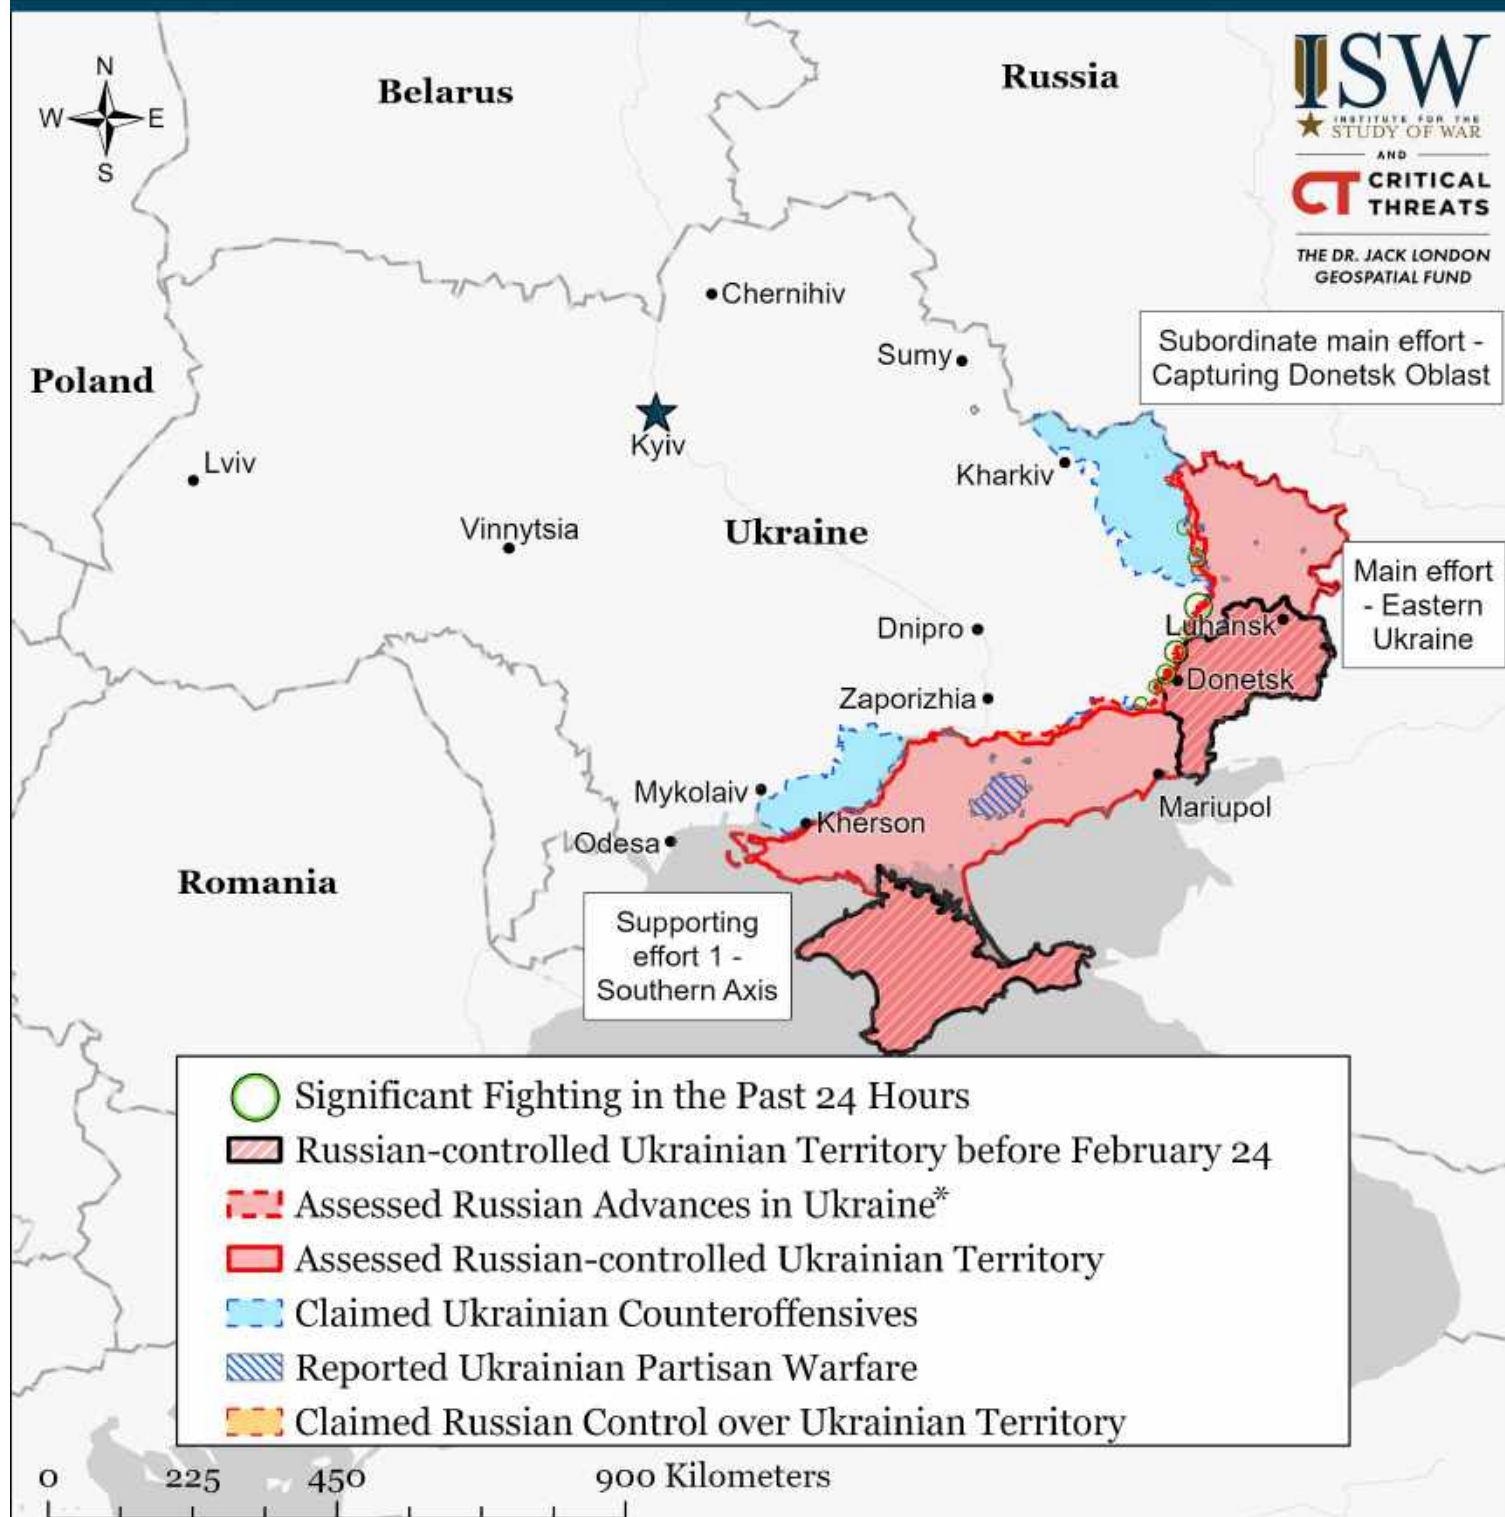 N
W E
S
Belarus
Russia
ISW
INSTITUTE FOR THE
STUDY OF WAR
AND
CT CRITICAL
THREATS
THE DR. JACK LONDON
GEOSPATIAL FUND
Chernihiv
Subordinate main effort -
Capturing Donetsk Oblast
Sumy
Poland
Kyiv
Lviv
Kharkiv
Vinnytsia
Ukraine
Main effort
- Eastern
Ukraine
Dnipro
Luhansk
Donetsk
Zaporizhia
Mykolaiv
Mariupol
Kherson
Odesa
Romania
Supporting
effort 1 -
Southern Axis
Significant Fighting in the Past 24 Hours
Russian-controlled Ukrainian Territory before February 24
Assessed Russian Advances in Ukraine*
Assessed Russian-controlled Ukrainian Territory
Claimed Ukrainian Counteroffensives
Reported Ukrainian Partisan Warfare
Claimed Russian Control over Ukrainian Territory
0 225 450 900 Kilometers